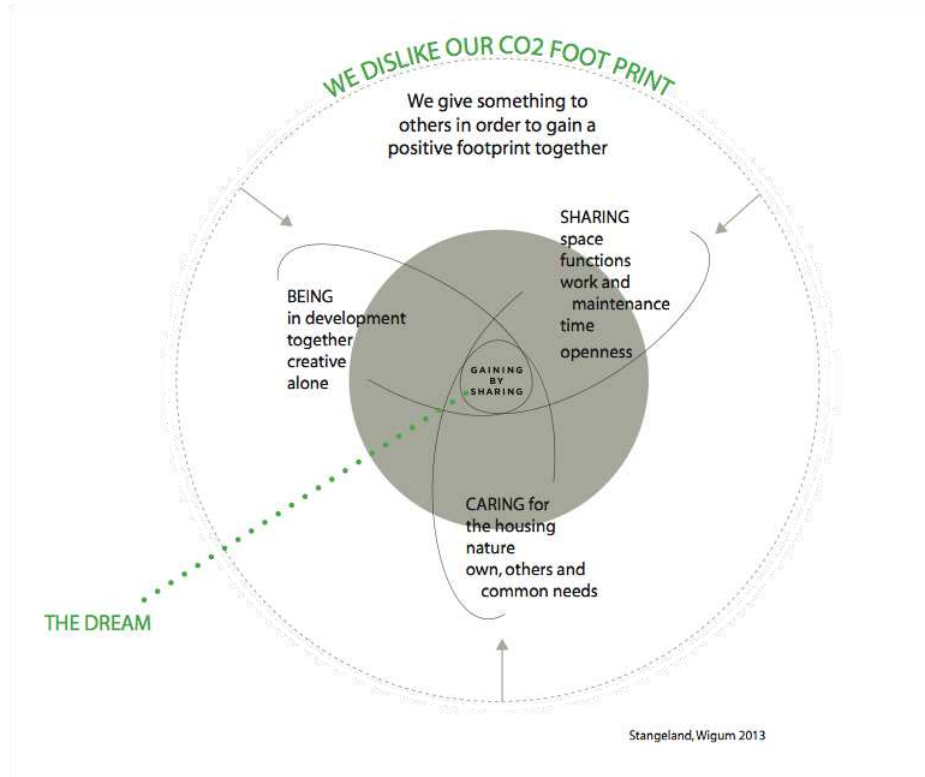 WE DISLIKE OUR CO2 FOOT PRINT
We give something to
others in order to gain a
positive footprint together
SHARING
space
functions
work and
maintenance
time
openness
BEING
in development
together
creative
alone
GAINING
BY
SHARING
CARING for
the housing
nature
own, others and
common needs
THE DREAM
Stangeland, Wigum 2013